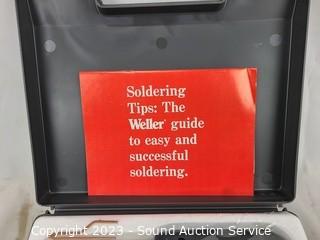 Soldering
Tips: The
Weller® guide
to easy and
successful
soldering.
Copyright 2023 - Sound Auction Service